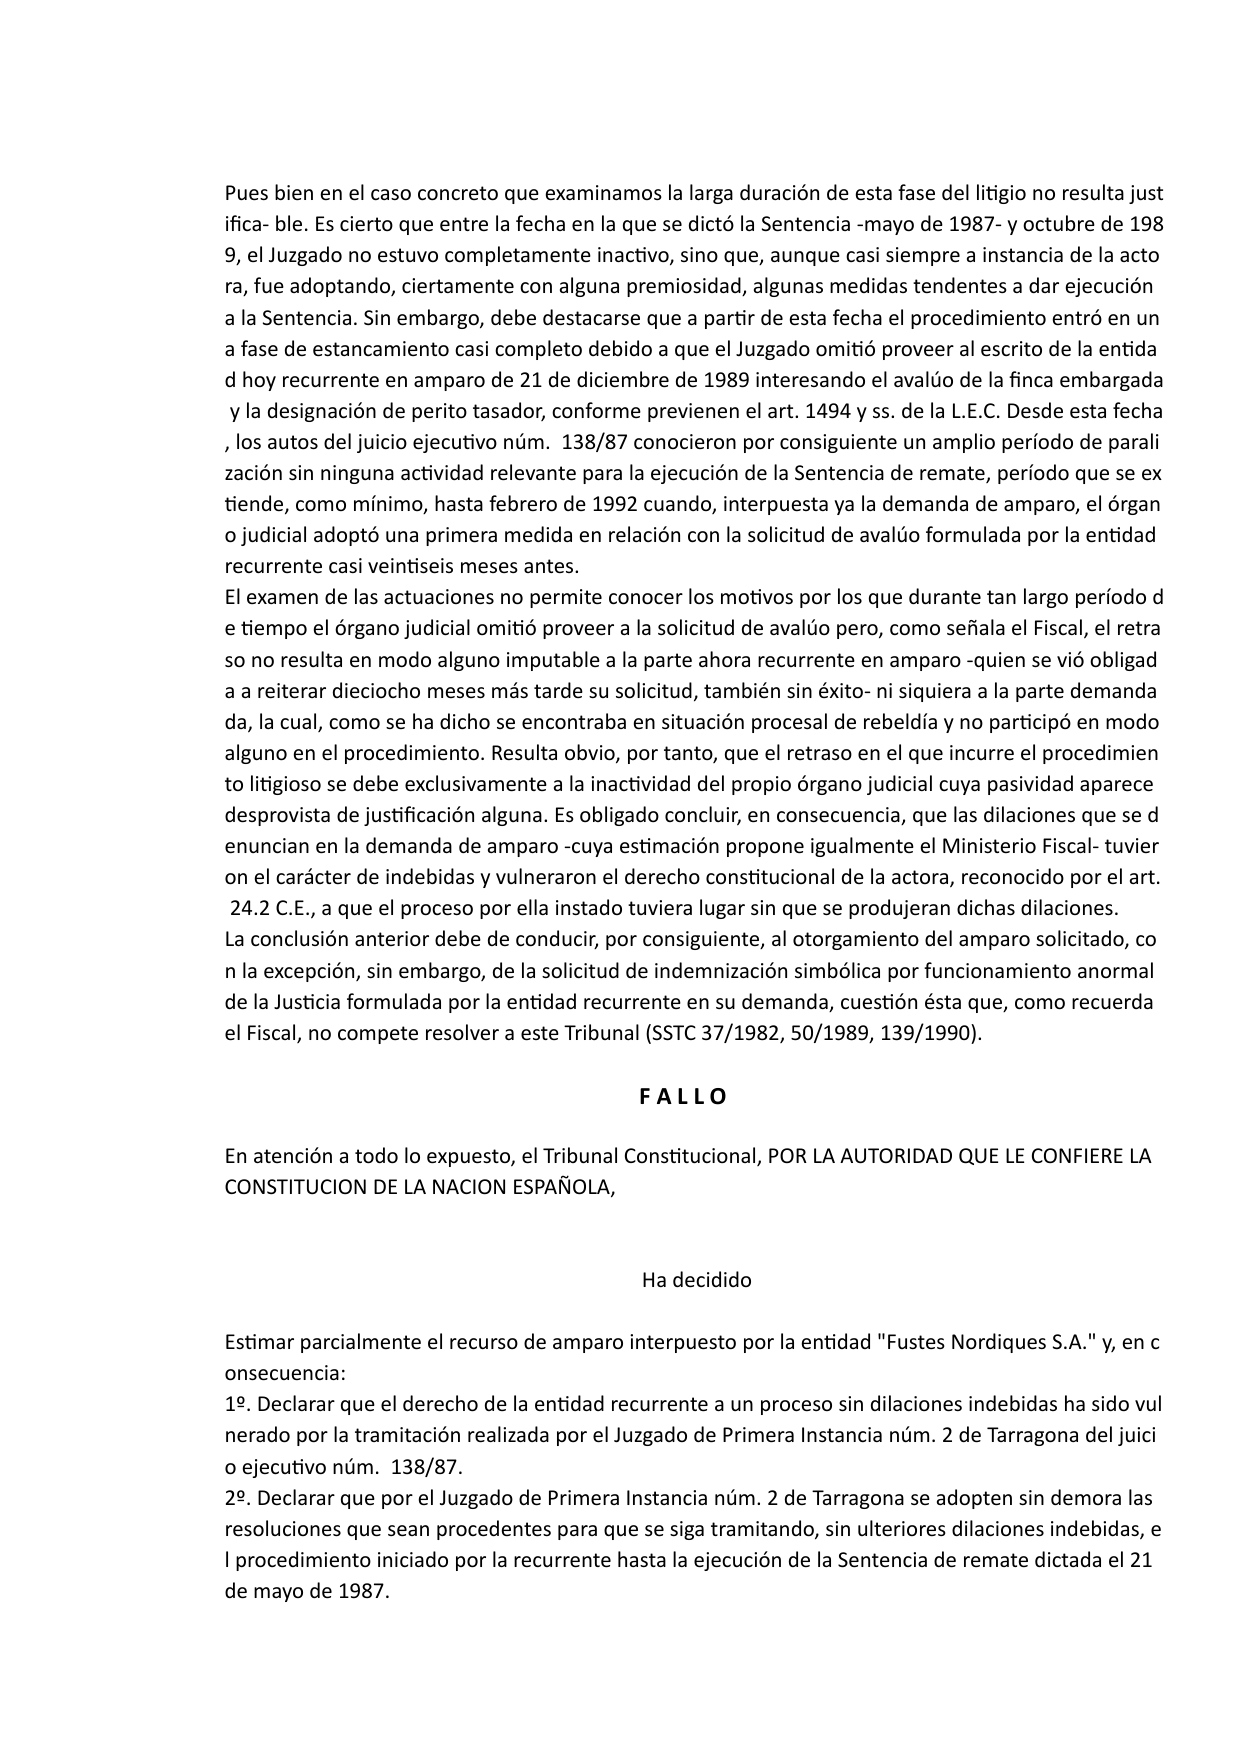 Pues bien en el caso concreto que examinamos la larga duración de esta fase del litigio no resulta just
ifica- ble. Es cierto que entre la fecha en la que se dictó la Sentencia -mayo de 1987- y octubre de 198
9, el Juzgado no estuvo completamente inactivo, sino que, aunque casi siempre a instancia de la acto
ra, fue adoptando, ciertamente con alguna premiosidad, algunas medidas tendentes a dar ejecución
a la Sentencia. Sin embargo, debe destacarse que a partir de esta fecha el procedimiento entró en un
a fase de estancamiento casi completo debido a que el Juzgado omitió proveer al escrito de la entida
d hoy recurrente en amparo de 21 de diciembre de 1989 interesando el avalúo de la finca embargada
 y la designación de perito tasador, conforme previenen el art. 1494 y ss. de la L.E.C. Desde esta fecha
, los autos del juicio ejecutivo núm.  138/87 conocieron por consiguiente un amplio período de parali
zación sin ninguna actividad relevante para la ejecución de la Sentencia de remate, período que se ex
tiende, como mínimo, hasta febrero de 1992 cuando, interpuesta ya la demanda de amparo, el órgan
o judicial adoptó una primera medida en relación con la solicitud de avalúo formulada por la entidad
recurrente casi veintiseis meses antes.
El examen de las actuaciones no permite conocer los motivos por los que durante tan largo período d
e tiempo el órgano judicial omitió proveer a la solicitud de avalúo pero, como señala el Fiscal, el retra
so no resulta en modo alguno imputable a la parte ahora recurrente en amparo -quien se vió obligad
a a reiterar dieciocho meses más tarde su solicitud, también sin éxito- ni siquiera a la parte demanda
da, la cual, como se ha dicho se encontraba en situación procesal de rebeldía y no participó en modo
alguno en el procedimiento. Resulta obvio, por tanto, que el retraso en el que incurre el procedimien
to litigioso se debe exclusivamente a la inactividad del propio órgano judicial cuya pasividad aparece
desprovista de justificación alguna. Es obligado concluir, en consecuencia, que las dilaciones que se d
enuncian en la demanda de amparo -cuya estimación propone igualmente el Ministerio Fiscal- tuvier
on el carácter de indebidas y vulneraron el derecho constitucional de la actora, reconocido por el art.
 24.2 C.E., a que el proceso por ella instado tuviera lugar sin que se produjeran dichas dilaciones.
La conclusión anterior debe de conducir, por consiguiente, al otorgamiento del amparo solicitado, co
n la excepción, sin embargo, de la solicitud de indemnización simbólica por funcionamiento anormal
de la Justicia formulada por la entidad recurrente en su demanda, cuestión ésta que, como recuerda
el Fiscal, no compete resolver a este Tribunal (SSTC 37/1982, 50/1989, 139/1990).
F A L L O
En atención a todo lo expuesto, el Tribunal Constitucional, POR LA AUTORIDAD QUE LE CONFIERE LA
CONSTITUCION DE LA NACION ESPAÑOLA,
Ha decidido
Estimar parcialmente el recurso de amparo interpuesto por la entidad "Fustes Nordiques S.A." y, en c
onsecuencia:
1º. Declarar que el derecho de la entidad recurrente a un proceso sin dilaciones indebidas ha sido vul
nerado por la tramitación realizada por el Juzgado de Primera Instancia núm. 2 de Tarragona del juici
o ejecutivo núm.  138/87.
2º. Declarar que por el Juzgado de Primera Instancia núm. 2 de Tarragona se adopten sin demora las
resoluciones que sean procedentes para que se siga tramitando, sin ulteriores dilaciones indebidas, e
l procedimiento iniciado por la recurrente hasta la ejecución de la Sentencia de remate dictada el 21
de mayo de 1987.